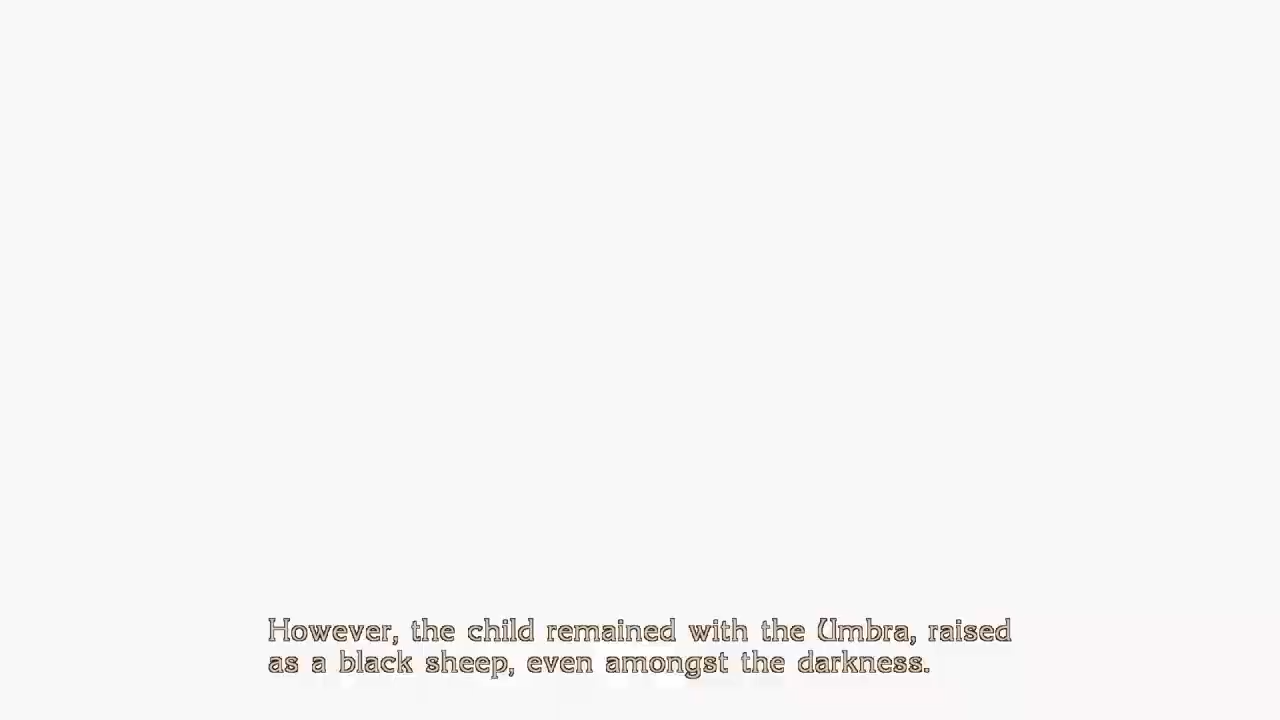 However, the child remained with the Umbra, raised
as a black sheep, even amongst the darkness.